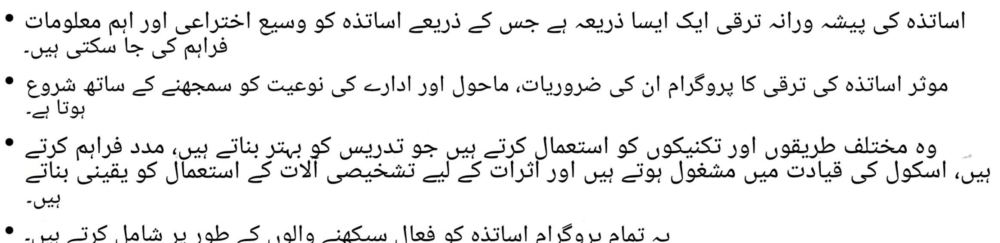 • اساتذہ کی پیشہ ورانہ ترقی ایک ایسا ذریعہ ہے جس کے ذریعے اساتذہ کو وسیع اختراعی اور اہم معلومات
فراہم کی جا سکتی ہیں۔
• موثر اساتذہ کی ترقی کا پروگرام ان کی ضروریات، ماحول اور ادارے کی نوعیت کو سمجھنے کے ساتھ شروع
ہوتا ہے۔
• وہ مختلف طریقوں اور تکنیکوں کو استعمال کرتے ہیں جو تدریس کو بہتر بناتے ہیں، مدد فراہم کرتے
ہیں، اسکول کی قیادت میں مشغول ہوتے ہیں اور اثرات کے لیے تشخیصی آلات کے استعمال کو یقینی بناتے
ہیں۔
• یہ تمام پروگرام اساتذہ کو فعال سیکھنے والوں کے طور پر شامل کرتے ہیں۔